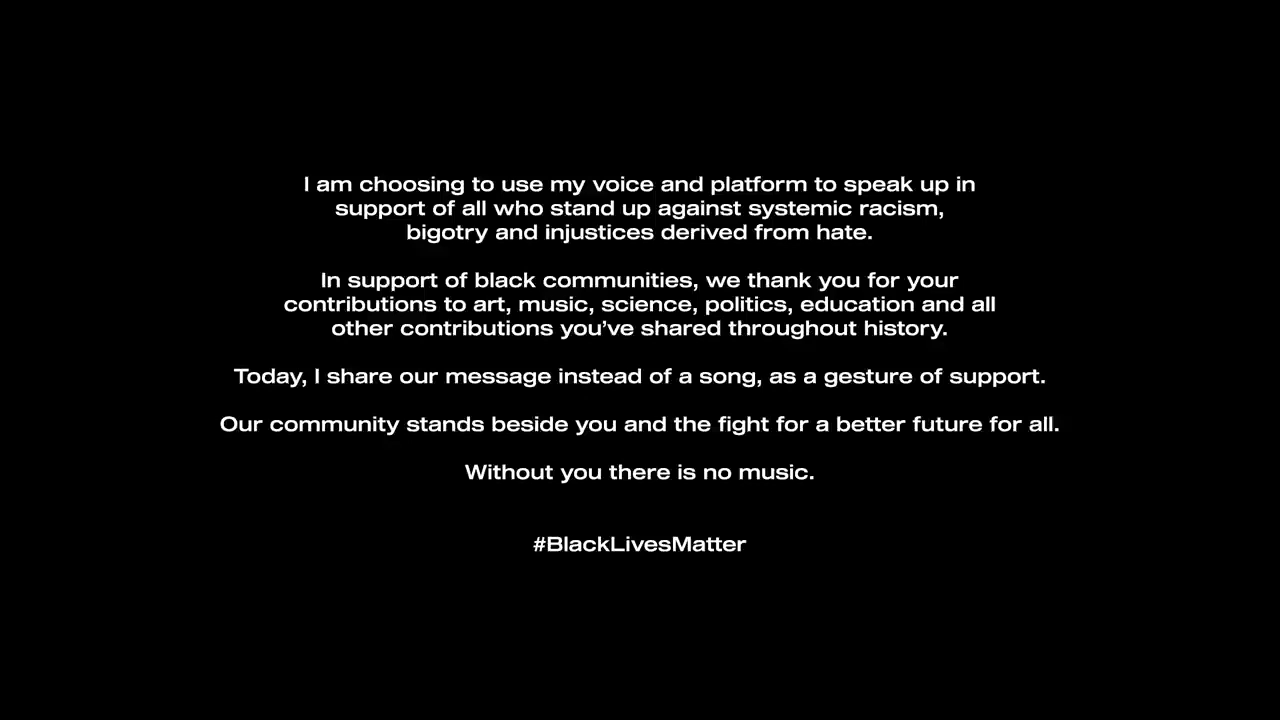 I am choosing to use my voice and platform to speak up in
support of all who stand up against systemic racism,
bigotry and injustices derived from hate.
In support of black communities, we thank you for your
contributions to art, music, science, politics, education and all
other contributions you’ve shared throughout history.
Today, I share our message instead of a song, as a gesture of support.
Our community stands beside you and the fight for a better future for all.
Without you there is no music.
#BlackLivesMatter